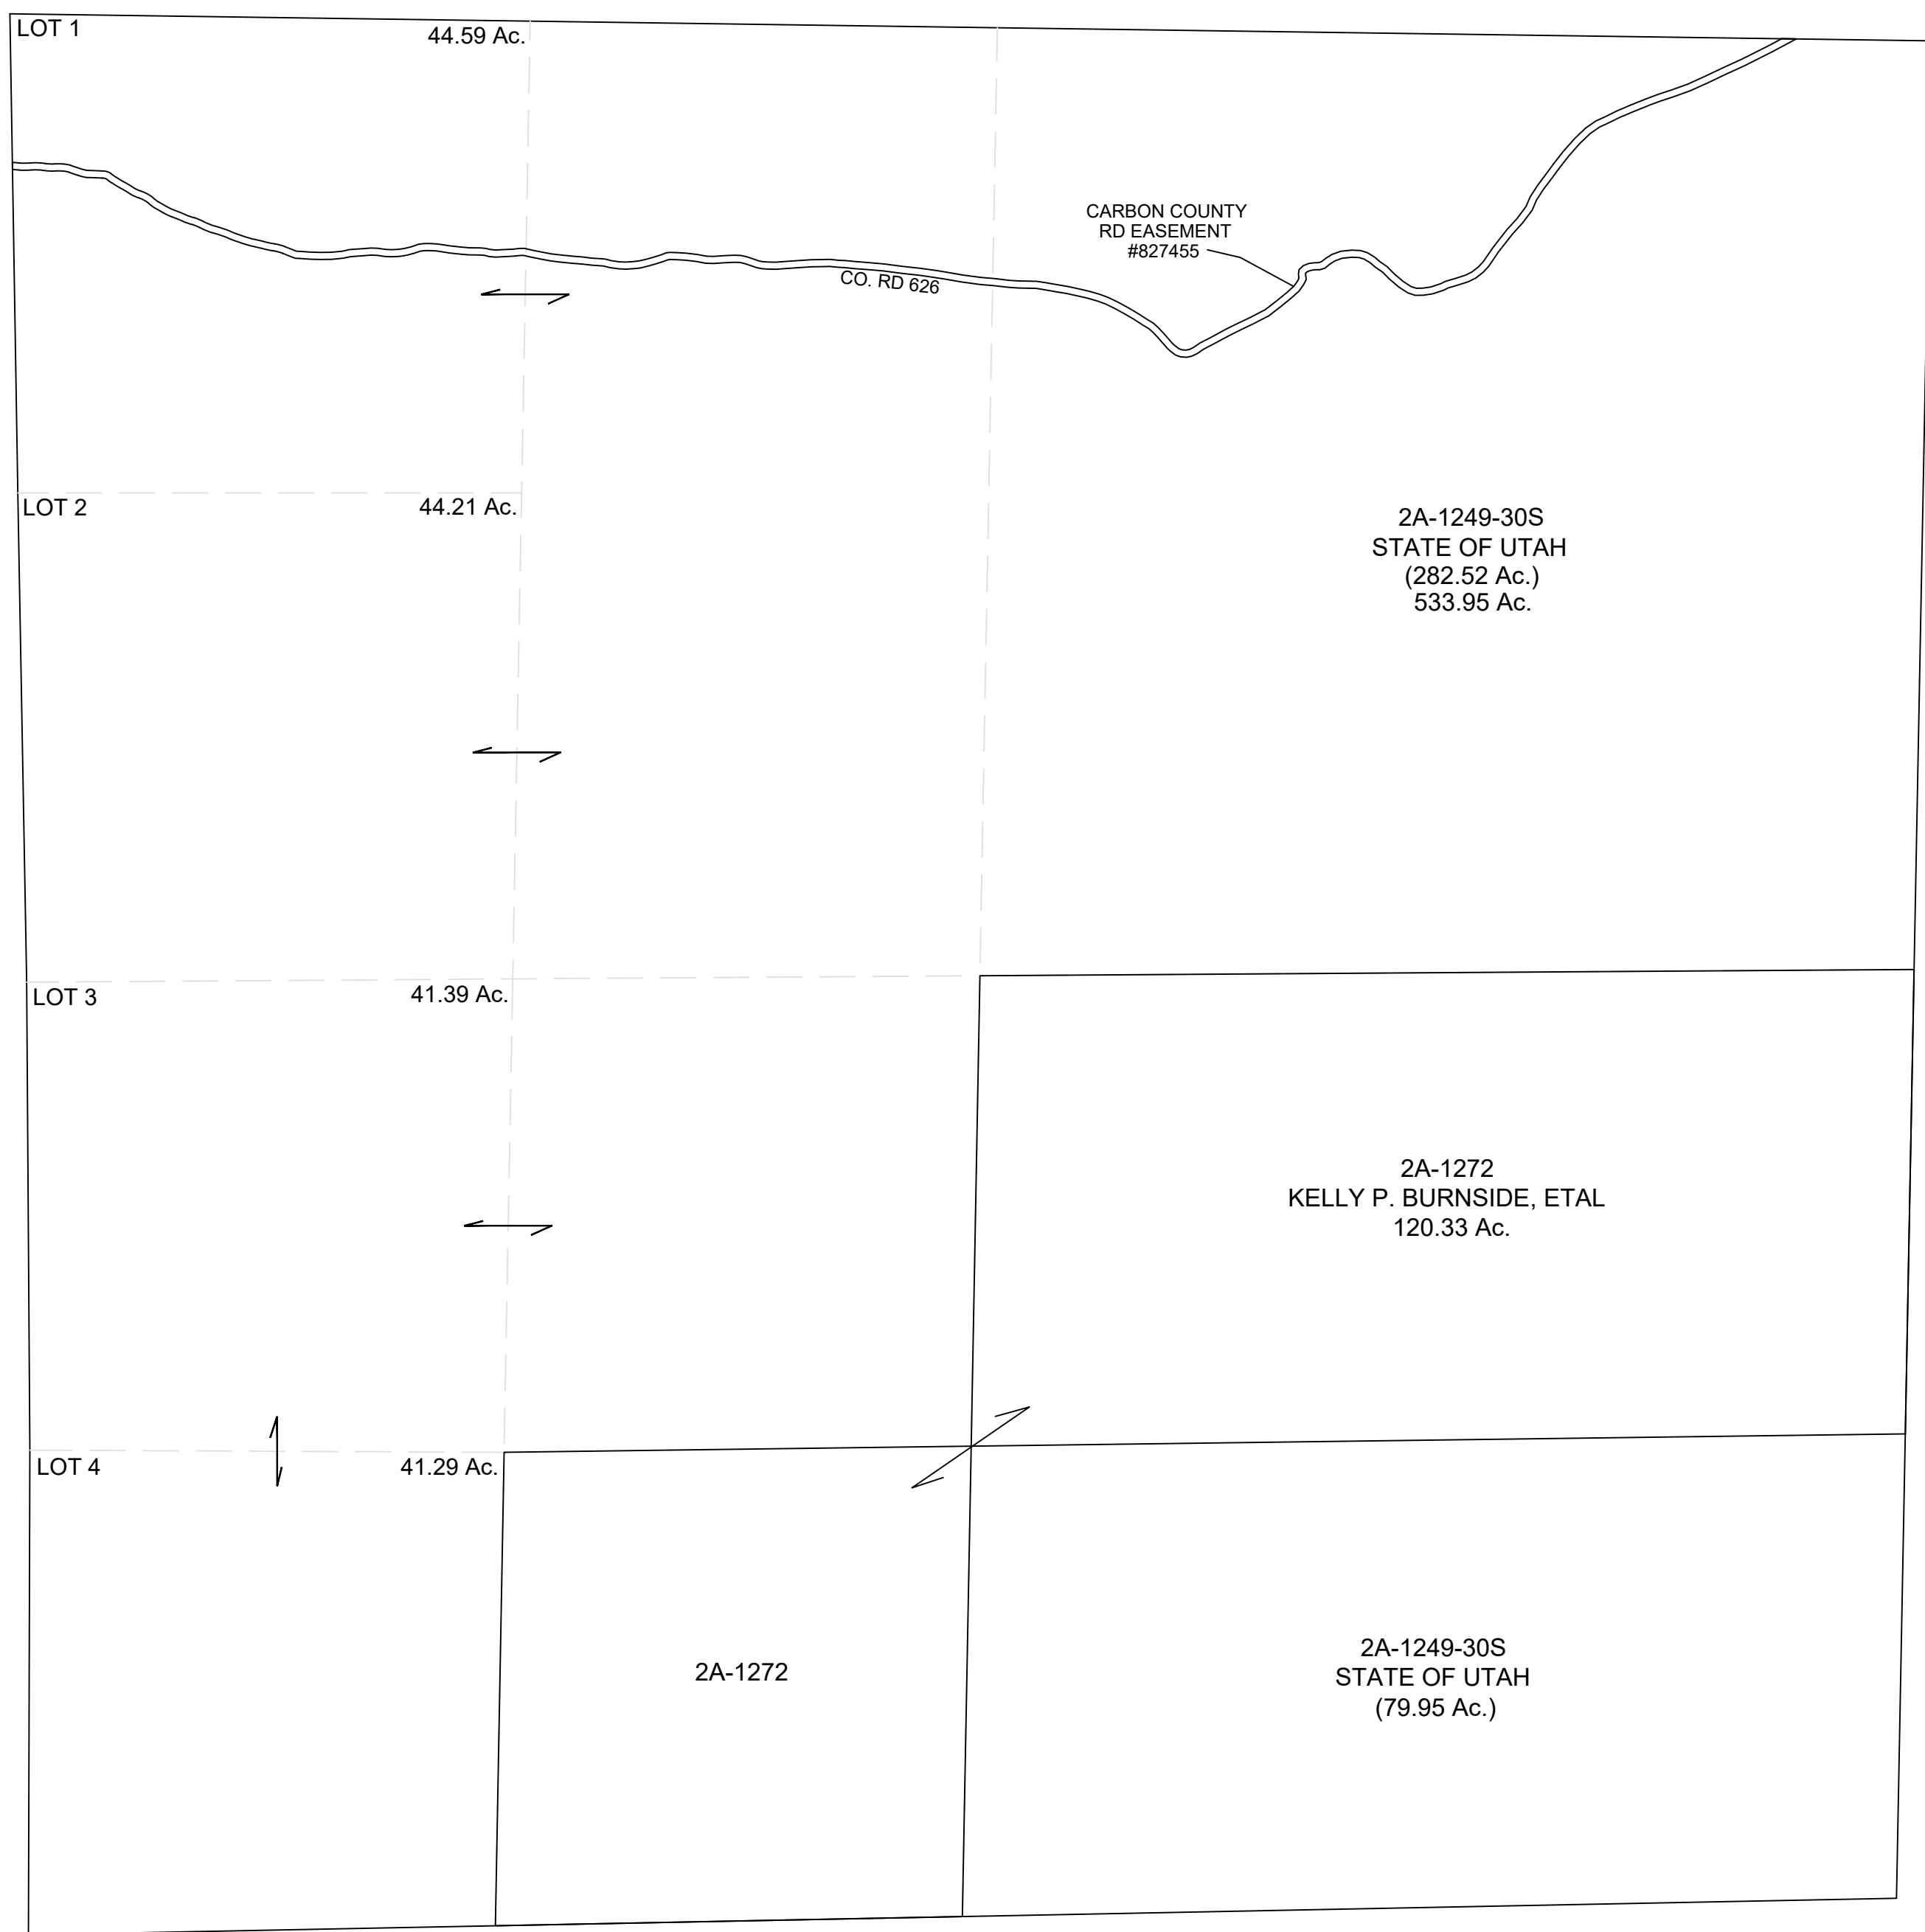 LOT 1
44.59 Ac.
CARBON COUNTY
RD EASEMENT
#827455
CO. RD 626
LOT 2
44.21 Ac.
2A-1249-30S
STATE OF UTAH
(282.52 Ac.)
533.95 Ac.
LOT 3
41.39 Ac.
2A-1272
KELLY P. BURNSIDE, ETAL
120.33 Ac.
LOT 4
41.29 Ac.
2A-1272
2A-1249-30S
STATE OF UTAH
(79.95 Ac.)